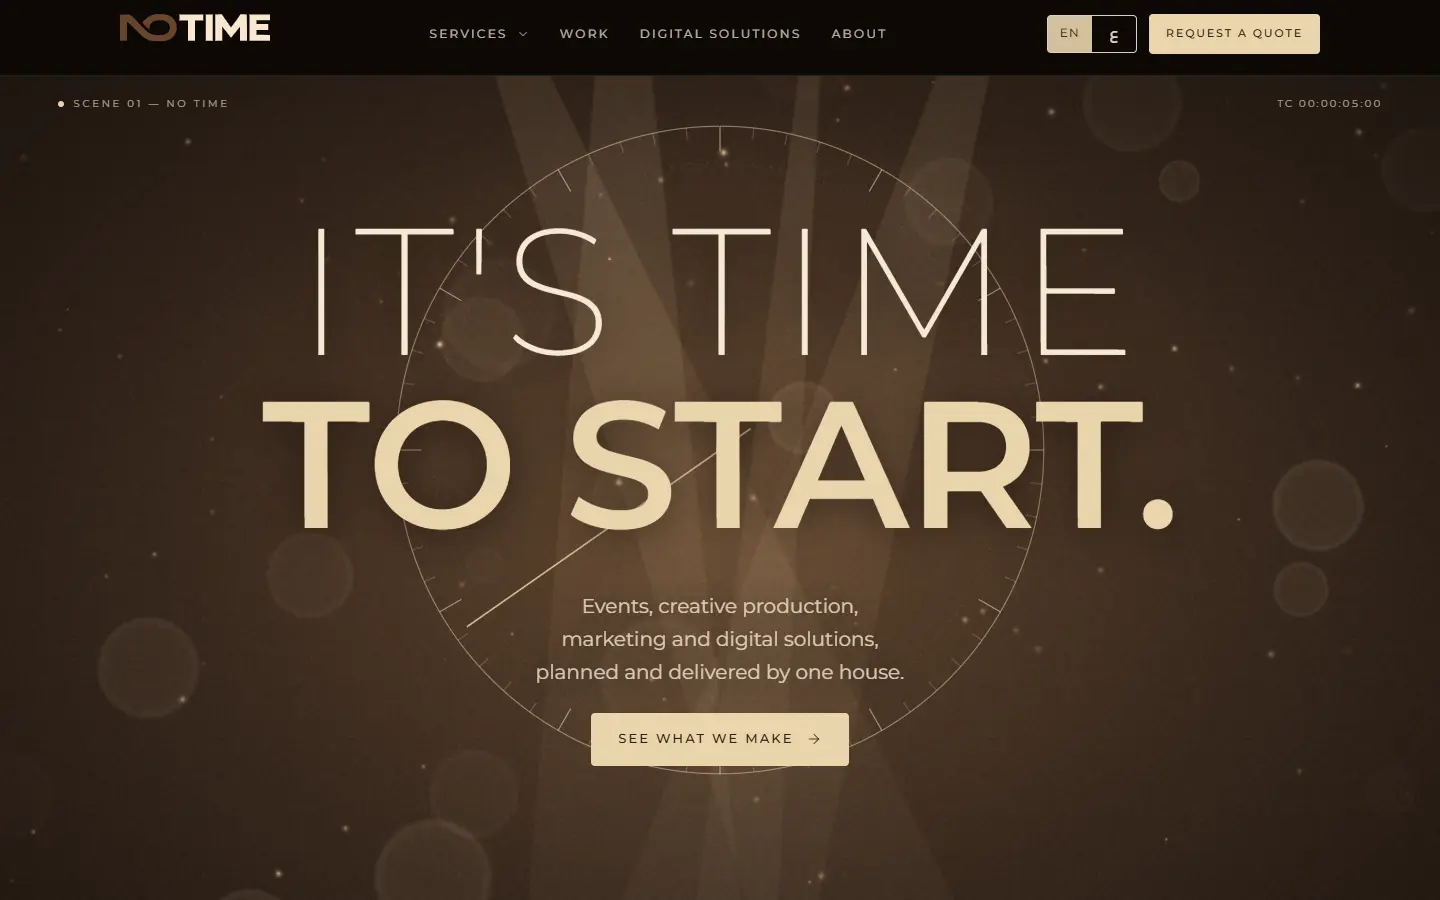 NO TIME
SERVICES
WORK
DIGITAL SOLUTIONS
ABOUT
EN
ع
REQUEST A QUOTE
SCENE 01 — NO TIME
TC 00:00:05:00
IT'S TIME
TO START.
Events, creative production,
marketing and digital solutions,
planned and delivered by one house.
SEE WHAT WE MAKE →